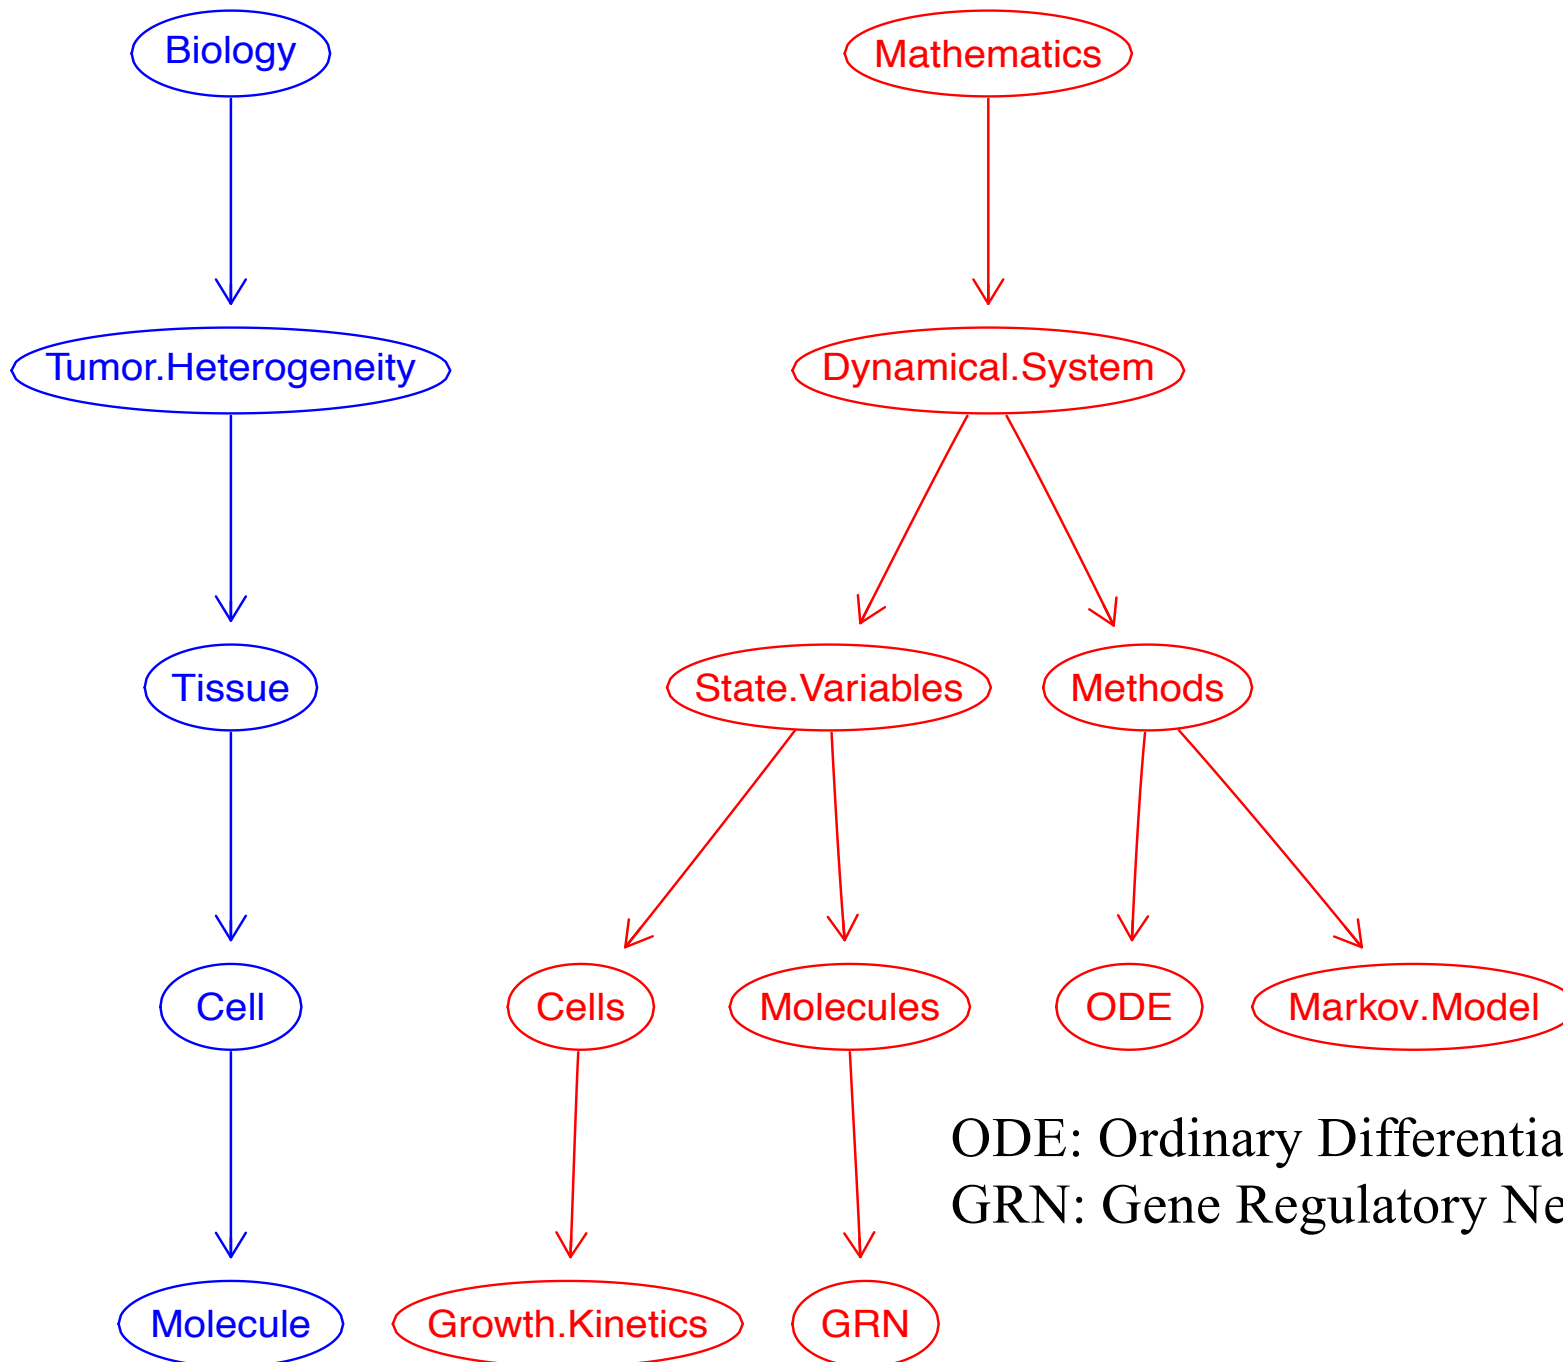 Biology
Mathematics
Tumor.Heterogeneity
Dynamical.System
Tissue
State.Variables
Methods
Cell
Cells
Molecules
ODE
Markov.Model
ODE: Ordinary Differentia
GRN: Gene Regulatory Ne
Molecule
Growth.Kinetics
GRN